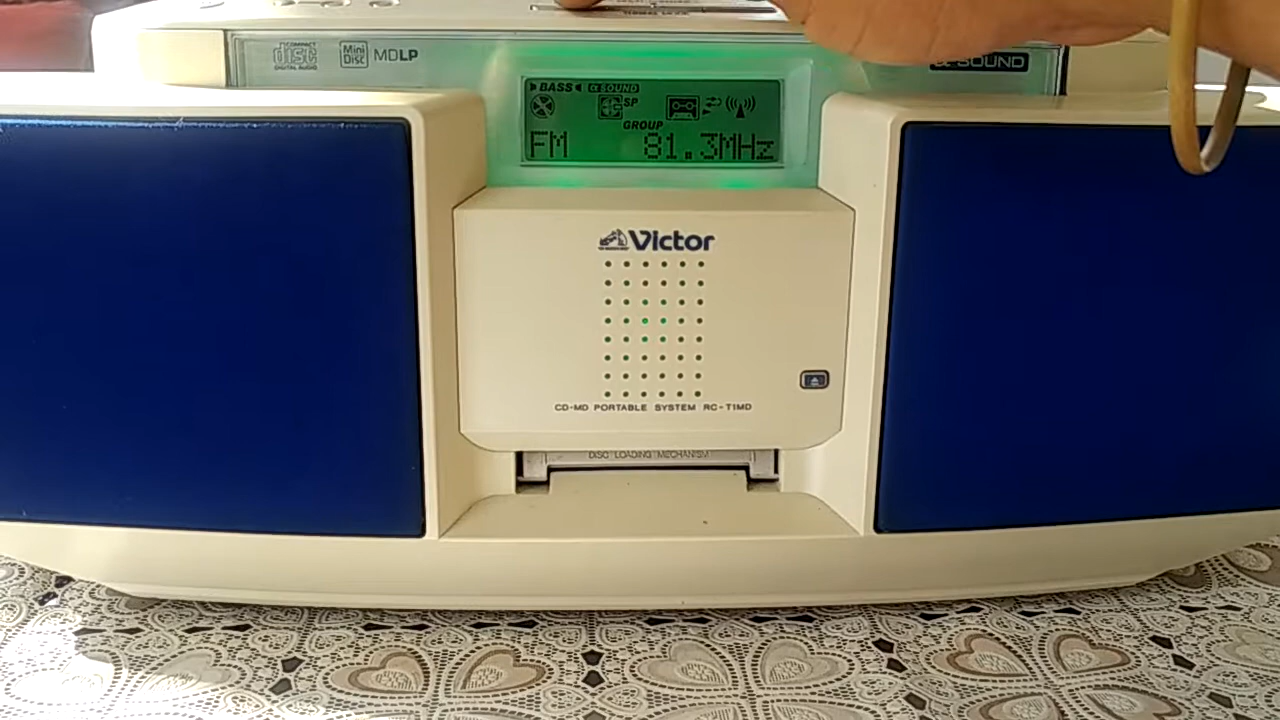 COMPACT
disc
DIGITAL AUDIO
Mini
Disc
MDLP
α SOUND
BASS
α SOUND
SP
GROUP
FM 81.3MHz
Victor
CD-MD PORTABLE SYSTEM RC-T1MD
DISC LOADING MECHANISM